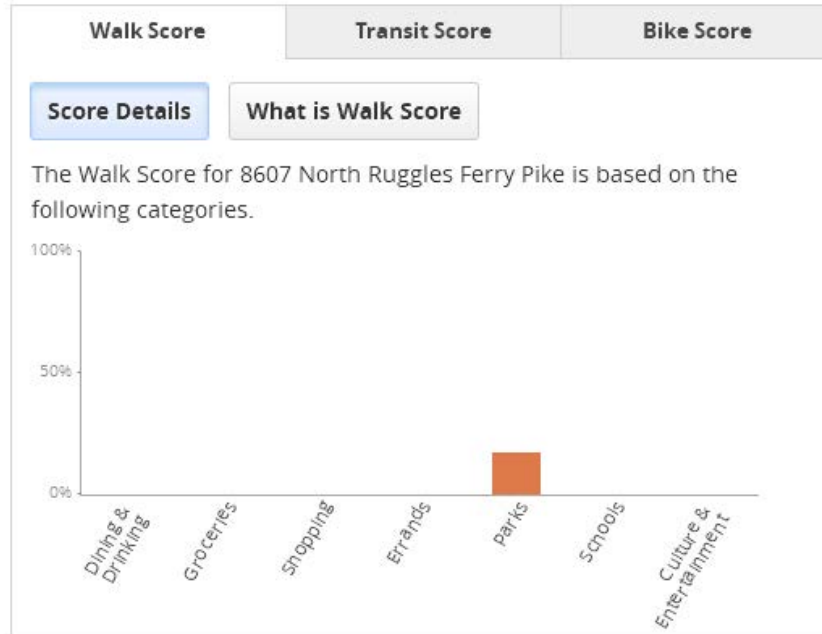 Walk Score
Transit Score
Bike Score
Score Details
What is Walk Score
The Walk Score for 8607 North Ruggles Ferry Pike is based on the
following categories.
100%
50%
0%
Dining &
Drinking
Groceries
Shopping
Errands
Parks
Schools
Culture &
Entertainment